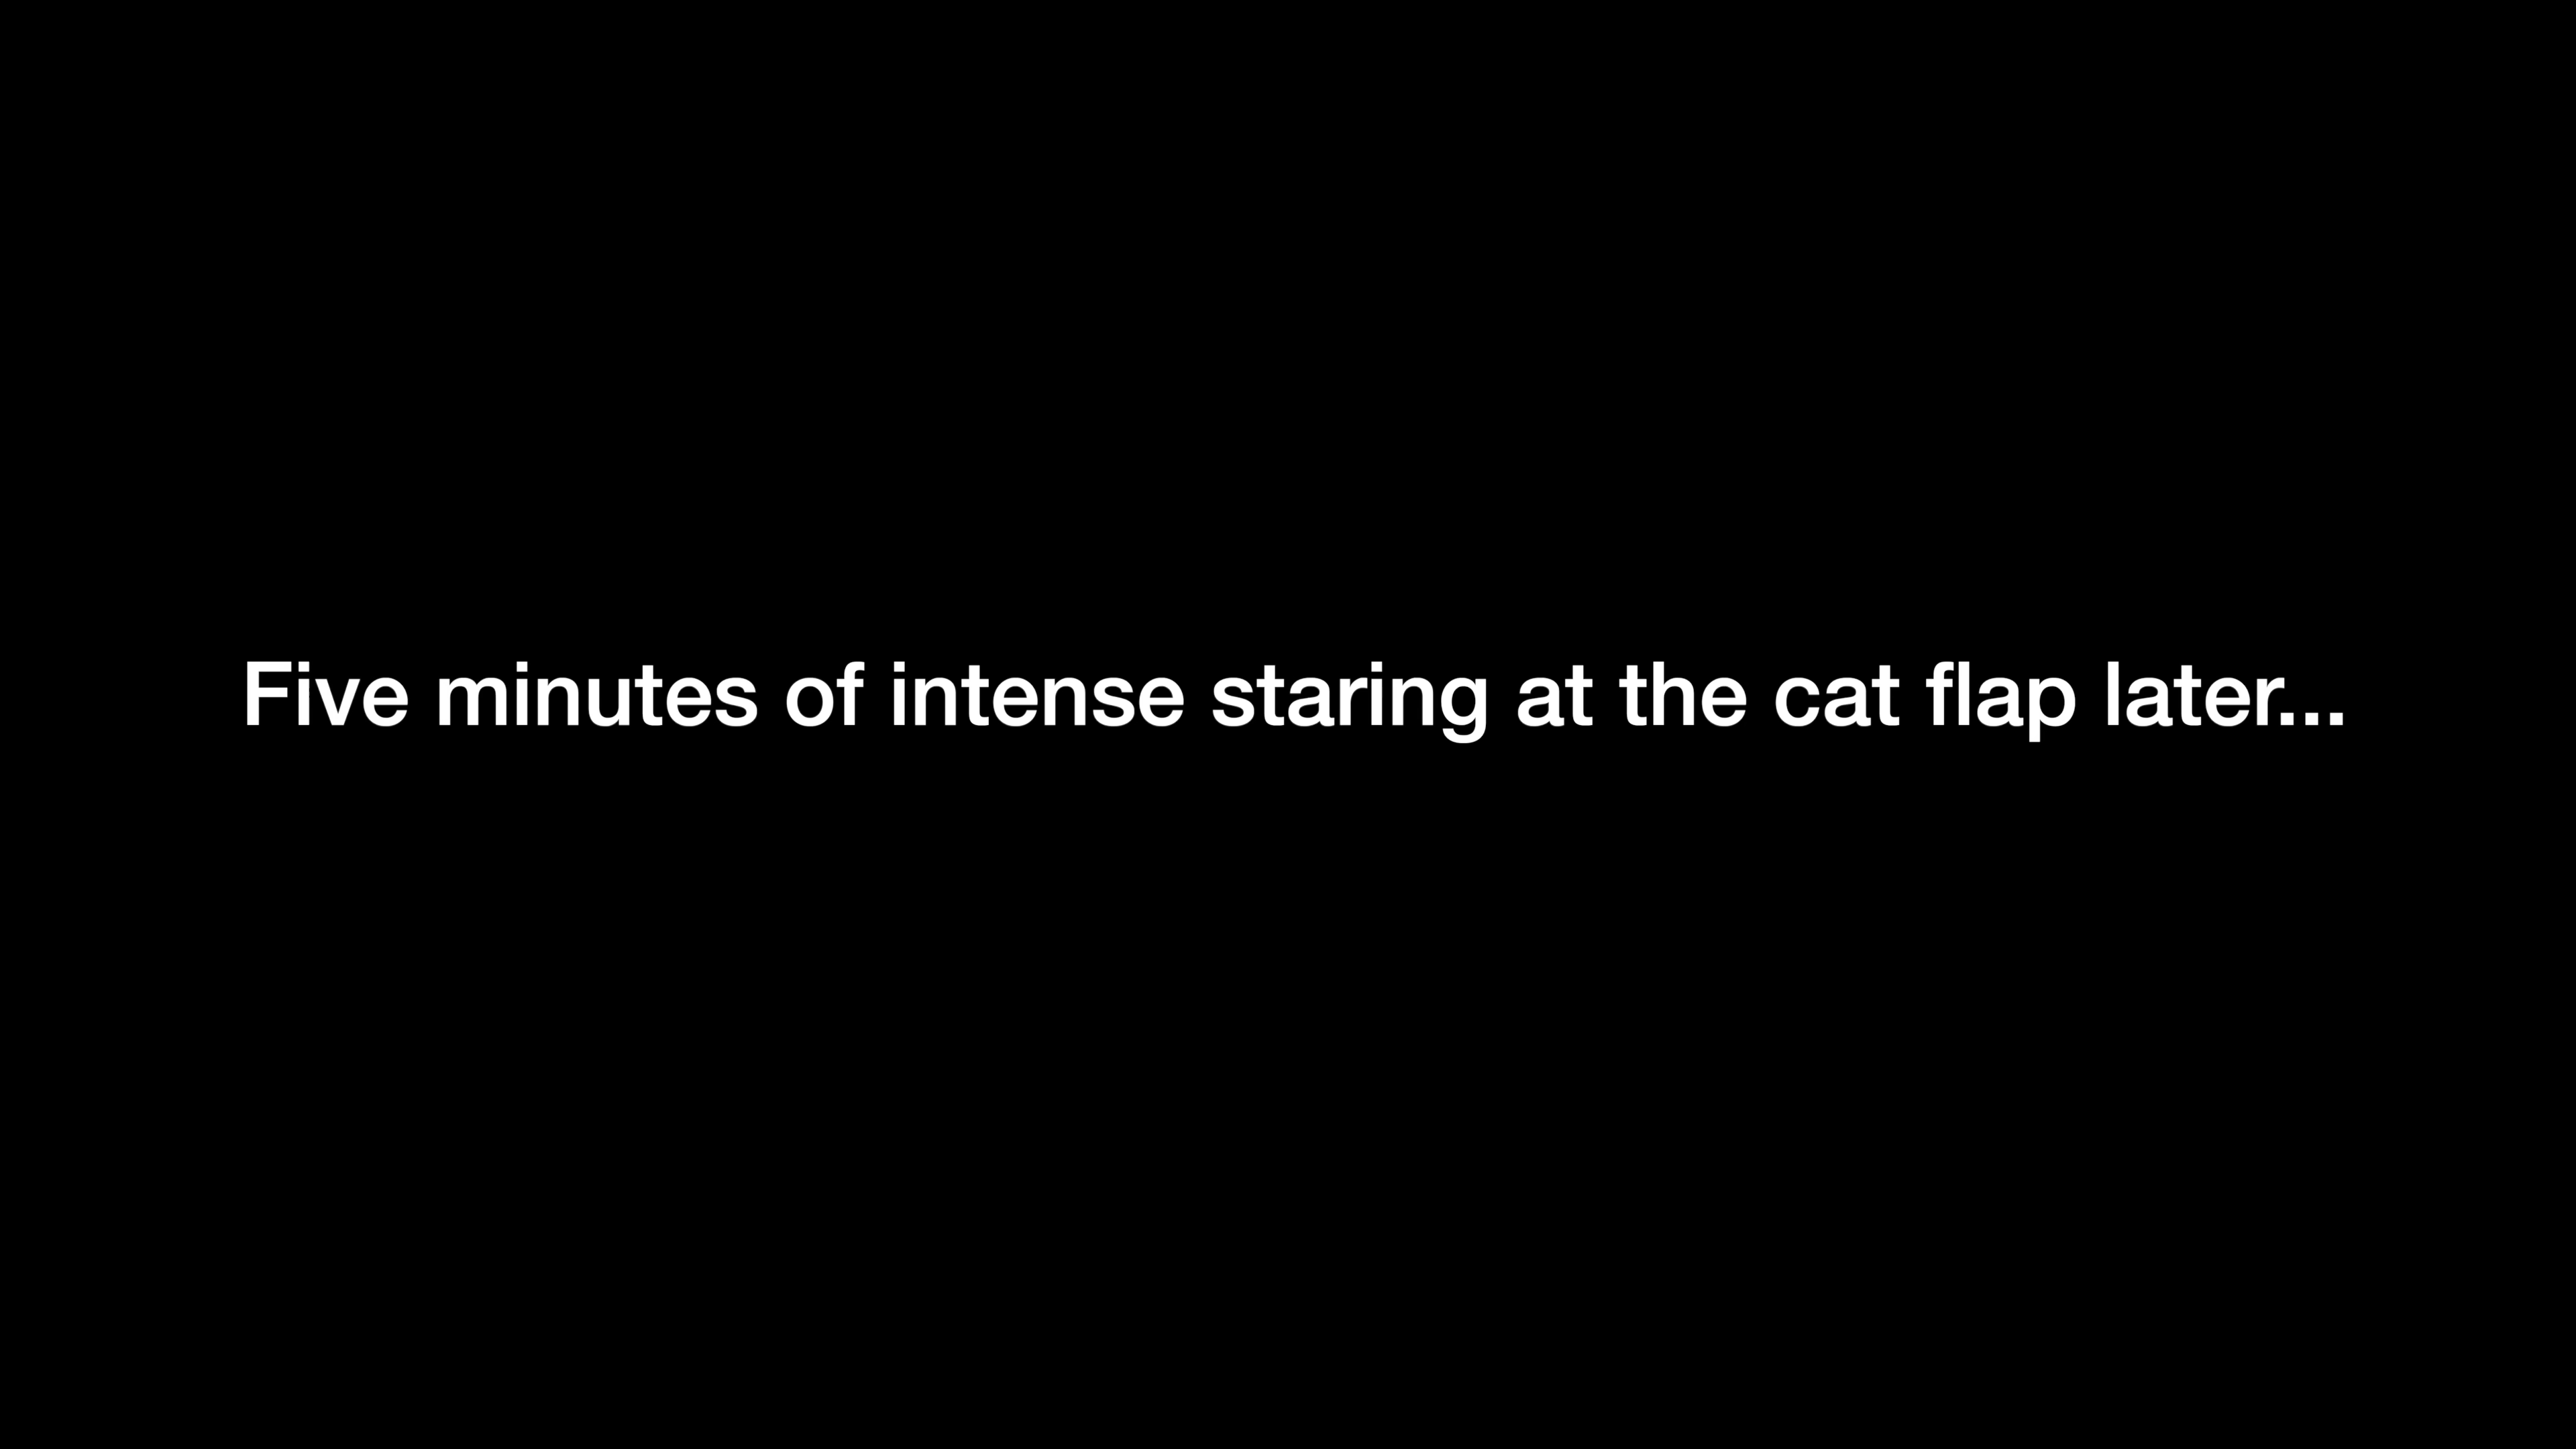 Five minutes of intense staring at the cat flap later...